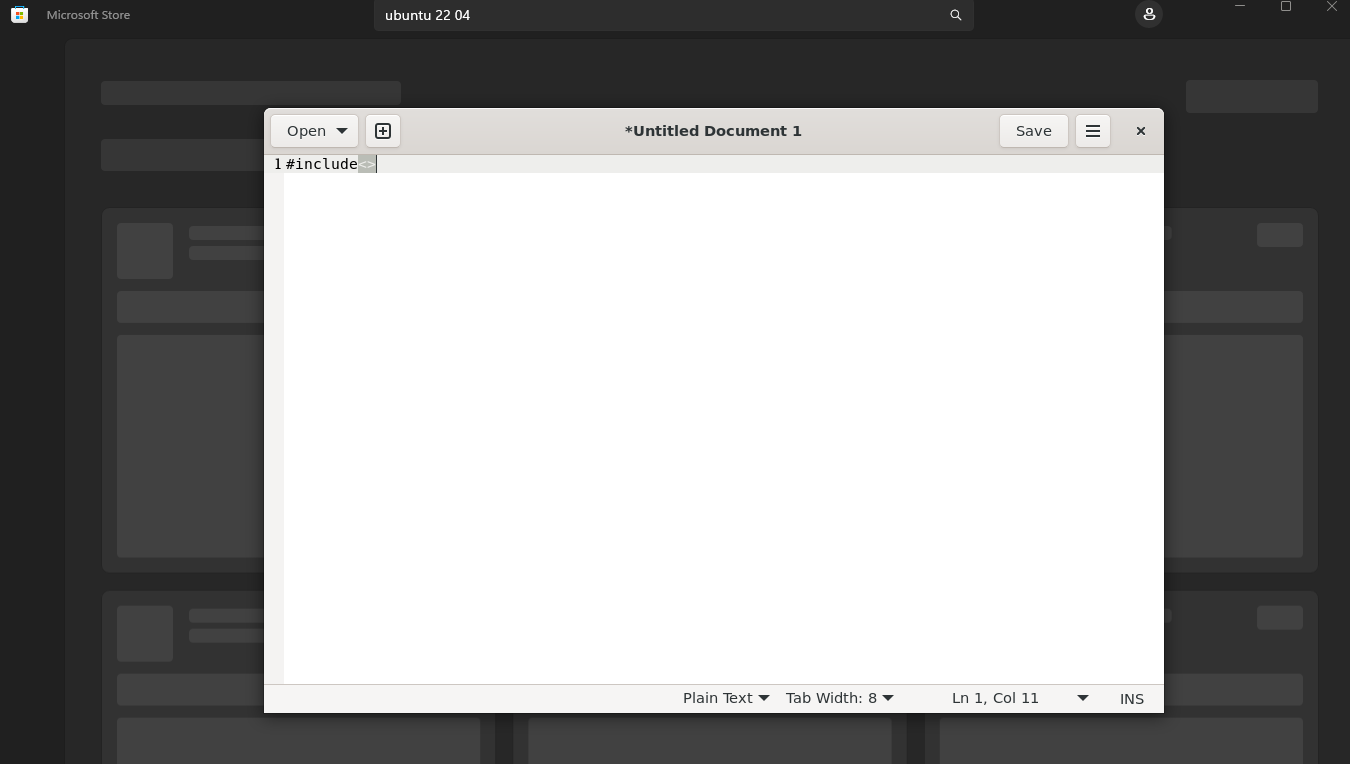 Microsoft Store
ubuntu 22 04
Open
*Untitled Document 1
Save
1 #include<>
Plain Text
Tab Width: 8
Ln 1, Col 11
INS